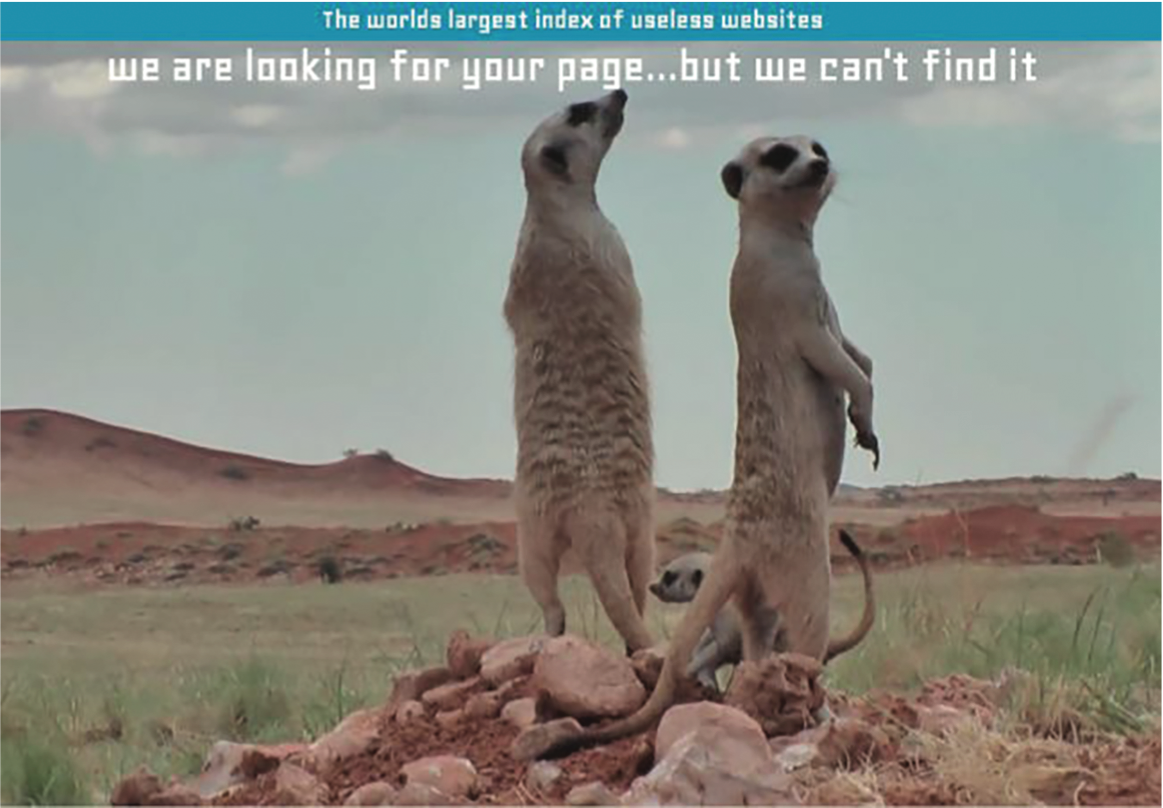 The worlds largest index of useless websites
we are looking for your page...but we can't find it